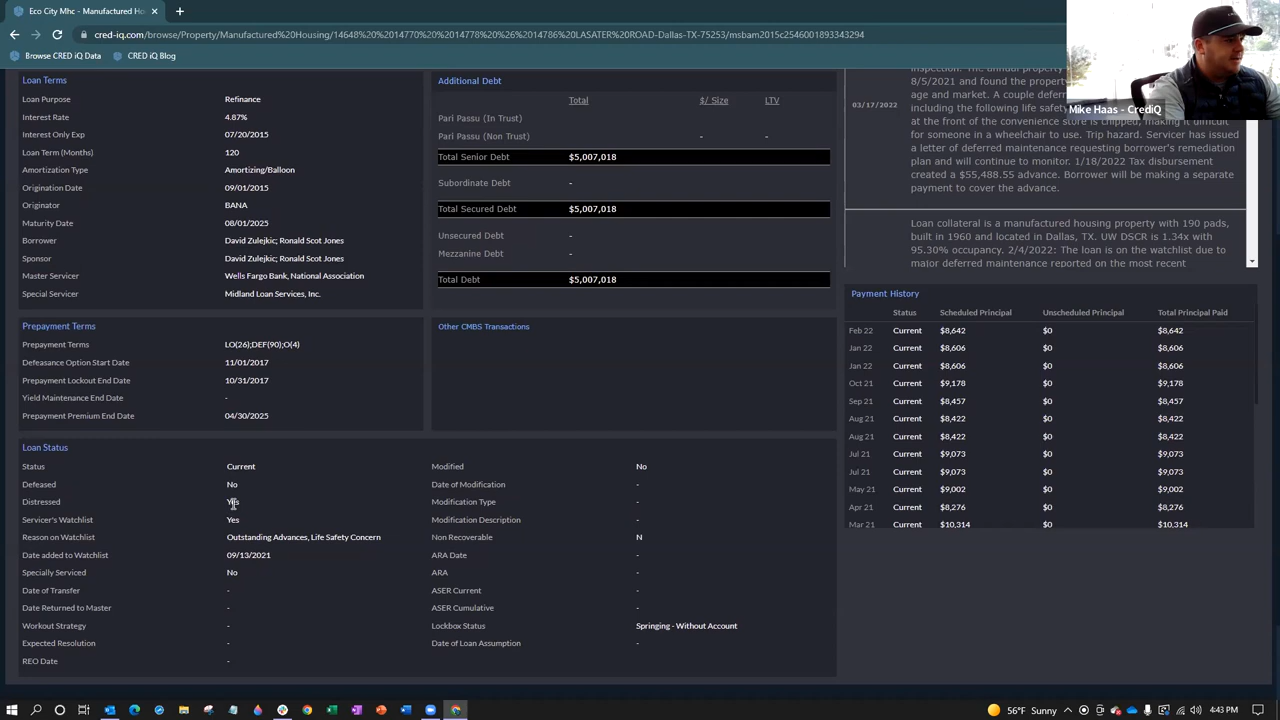 Eco City Mhc - Manufactured Ho
cred-iq.com/browse/Property/Manufactured%20Housing/14648%20%2014770%20%2014778%20%26%2014786%20LASATER%20ROAD-Dallas-TX-75253/msbam2015c2546001893343294
Browse CRED iQ Data CRED iQ Blog
Mike Haas - CrediQ
Loan Terms
Loan Purpose Refinance
Interest Rate 4.87%
Interest Only Exp 07/20/2015
Loan Term (Months) 120
Amortization Type Amortizing/Balloon
Origination Date 09/01/2015
Originator BANA
Maturity Date 08/01/2025
Borrower David Zulejkic; Ronald Scot Jones
Sponsor David Zulejkic; Ronald Scot Jones
Master Servicer Wells Fargo Bank, National Association
Special Servicer Midland Loan Services, Inc.
Additional Debt
Total $/ Size LTV
Pari Passu (In Trust)
Pari Passu (Non Trust) - -
Total Senior Debt $5,007,018
Subordinate Debt -
Total Secured Debt $5,007,018
Unsecured Debt -
Mezzanine Debt -
Total Debt $5,007,018
03/17/2022
inspection. The annual property
8/5/2021 and found the property
age and market. A couple deferr
including the following life safety
at the front of the convenience store is chipped, making it difficult
for someone in a wheelchair to use. Trip hazard. Servicer has issued
a letter of deferred maintenance requesting borrower's remediation
plan and will continue to monitor. 1/18/2022 Tax disbursement
created a $55,488.55 advance. Borrower will be making a separate
payment to cover the advance.
Loan collateral is a manufactured housing property with 190 pads,
built in 1960 and located in Dallas, TX. UW DSCR is 1.34x with
95.30% occupancy. 2/4/2022: The loan is on the watchlist due to
major deferred maintenance reported on the most recent
Prepayment Terms
Prepayment Terms LO(26);DEF(90);O(4)
Defeasance Option Start Date 11/01/2017
Prepayment Lockout End Date 10/31/2017
Yield Maintenance End Date -
Prepayment Premium End Date 04/30/2025
Other CMBS Transactions
Payment History
Status Scheduled Principal Unscheduled Principal Total Principal Paid
Feb 22 Current $8,642 $0 $8,642
Jan 22 Current $8,606 $0 $8,606
Jan 22 Current $8,606 $0 $8,606
Oct 21 Current $9,178 $0 $9,178
Sep 21 Current $8,457 $0 $8,457
Aug 21 Current $8,422 $0 $8,422
Aug 21 Current $8,422 $0 $8,422
Jul 21 Current $9,073 $0 $9,073
Jul 21 Current $9,073 $0 $9,073
May 21 Current $9,002 $0 $9,002
Apr 21 Current $8,276 $0 $8,276
Mar 21 Current $10,314 $0 $10,314
Loan Status
Status Current Modified No
Defeased No Date of Modification -
Distressed Yes Modification Type -
Servicer's Watchlist Yes Modification Description -
Reason on Watchlist Outstanding Advances, Life Safety Concern Non Recoverable N
Date added to Watchlist 09/13/2021 ARA Date -
Specially Serviced No ARA -
Date of Transfer - ASER Current -
Date Returned to Master - ASER Cumulative -
Workout Strategy - Lockbox Status Springing - Without Account
Expected Resolution - Date of Loan Assumption -
REO Date -
56°F Sunny 4:43 PM